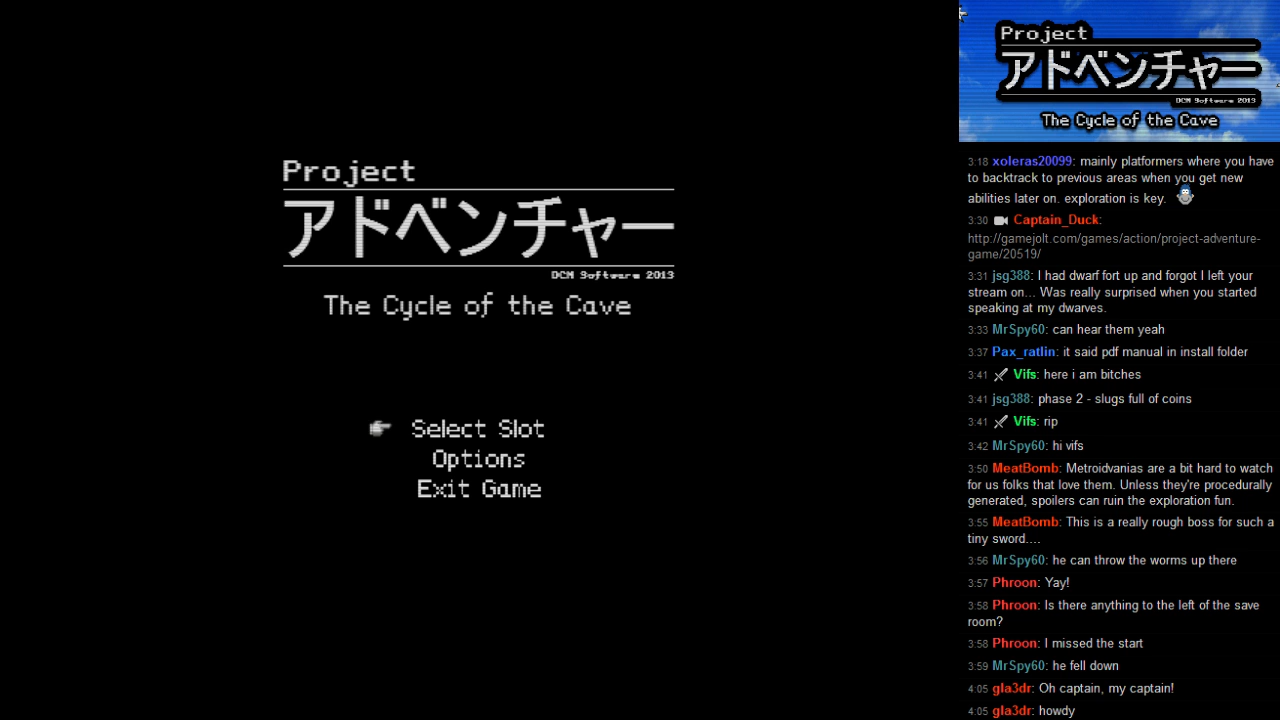 Project
アドベンチャー
DCM Software 2013
The Cycle of the Cave
Select Slot
Options
Exit Game
Project
アドベンチャー
DCM Software 2013
The Cycle of the Cave
3:18 xoleras20099: mainly platformers where you have
to backtrack to previous areas when you get new
abilities later on. exploration is key.
3:30 Captain_Duck:
http://gamejolt.com/games/action/project-adventure-
game/20519/
3:31 jsg388: I had dwarf fort up and forgot I left your
stream on... Was really surprised when you started
speaking at my dwarves.
3:33 MrSpy60: can hear them yeah
3:37 Pax_ratlin: it said pdf manual in install folder
3:41 Vifs: here i am bitches
3:41 jsg388: phase 2 - slugs full of coins
3:41 Vifs: rip
3:42 MrSpy60: hi vifs
3:50 MeatBomb: Metroidvanias are a bit hard to watch
for us folks that love them. Unless they're procedurally
generated, spoilers can ruin the exploration fun.
3:55 MeatBomb: This is a really rough boss for such a
tiny sword....
3:56 MrSpy60: he can throw the worms up there
3:57 Phroon: Yay!
3:58 Phroon: Is there anything to the left of the save
room?
3:58 Phroon: I missed the start
3:59 MrSpy60: he fell down
4:05 gla3dr: Oh captain, my captain!
4:05 gla3dr: howdy